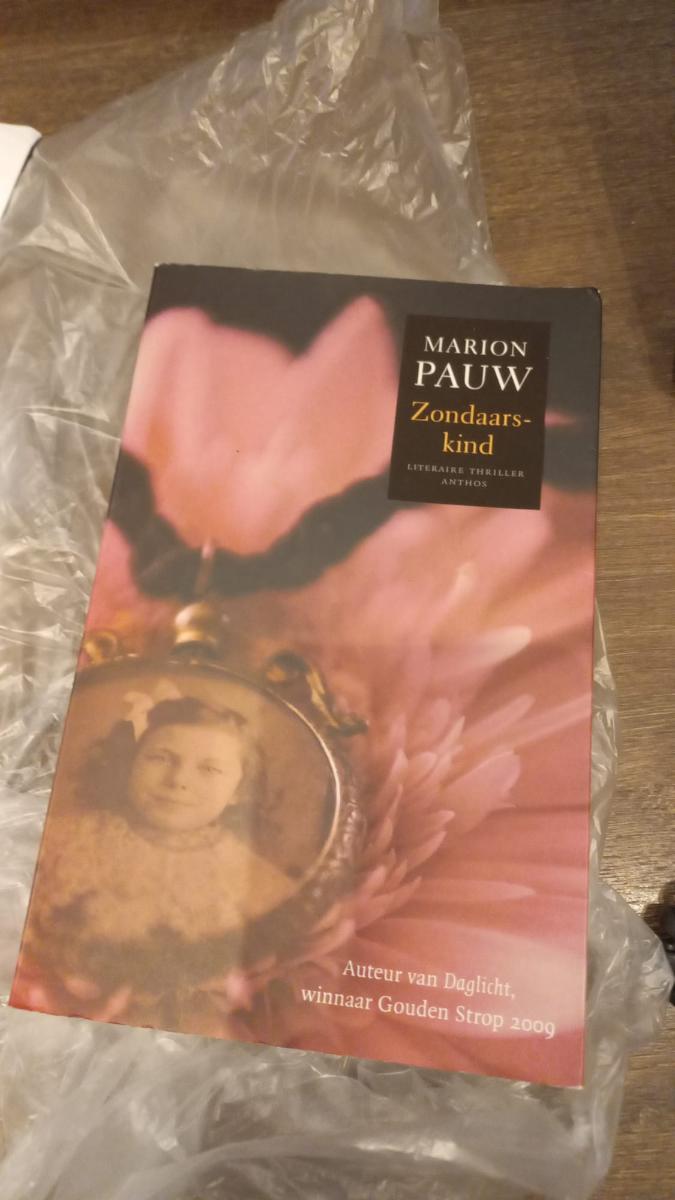 MARION
PAUW
Zondaars-
kind
LITERAIRE THRILLER
ANTHOS
Auteur van Daglicht,
winnaar Gouden Strop 2009